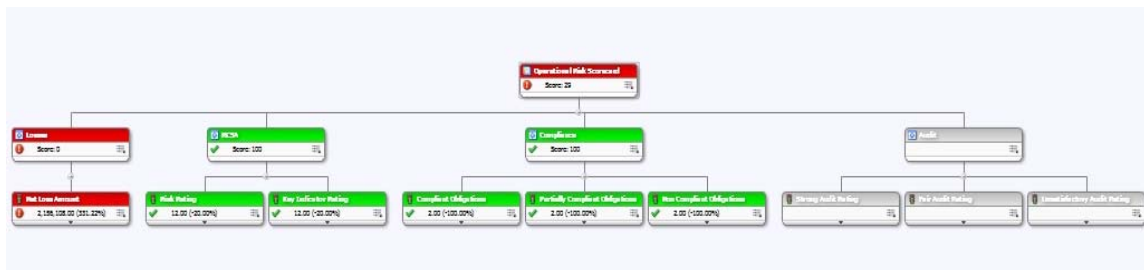 Operational Risk Scorecard
Score: 29
Losses
Score: 0
RCSA
Score: 100
Compliance
Score: 100
Audit
Net Loss Amount
2,156,108.00 (331.22%)
Risk Rating
12.00 (-20.00%)
Key Indicator Rating
12.00 (-20.00%)
Compliant Obligations
2.00 (-100.00%)
Partially Compliant Obligations
2.00 (-100.00%)
Non Compliant Obligations
2.00 (-100.00%)
Strong Audit Rating
Fair Audit Rating
Unsatisfactory Audit Rating